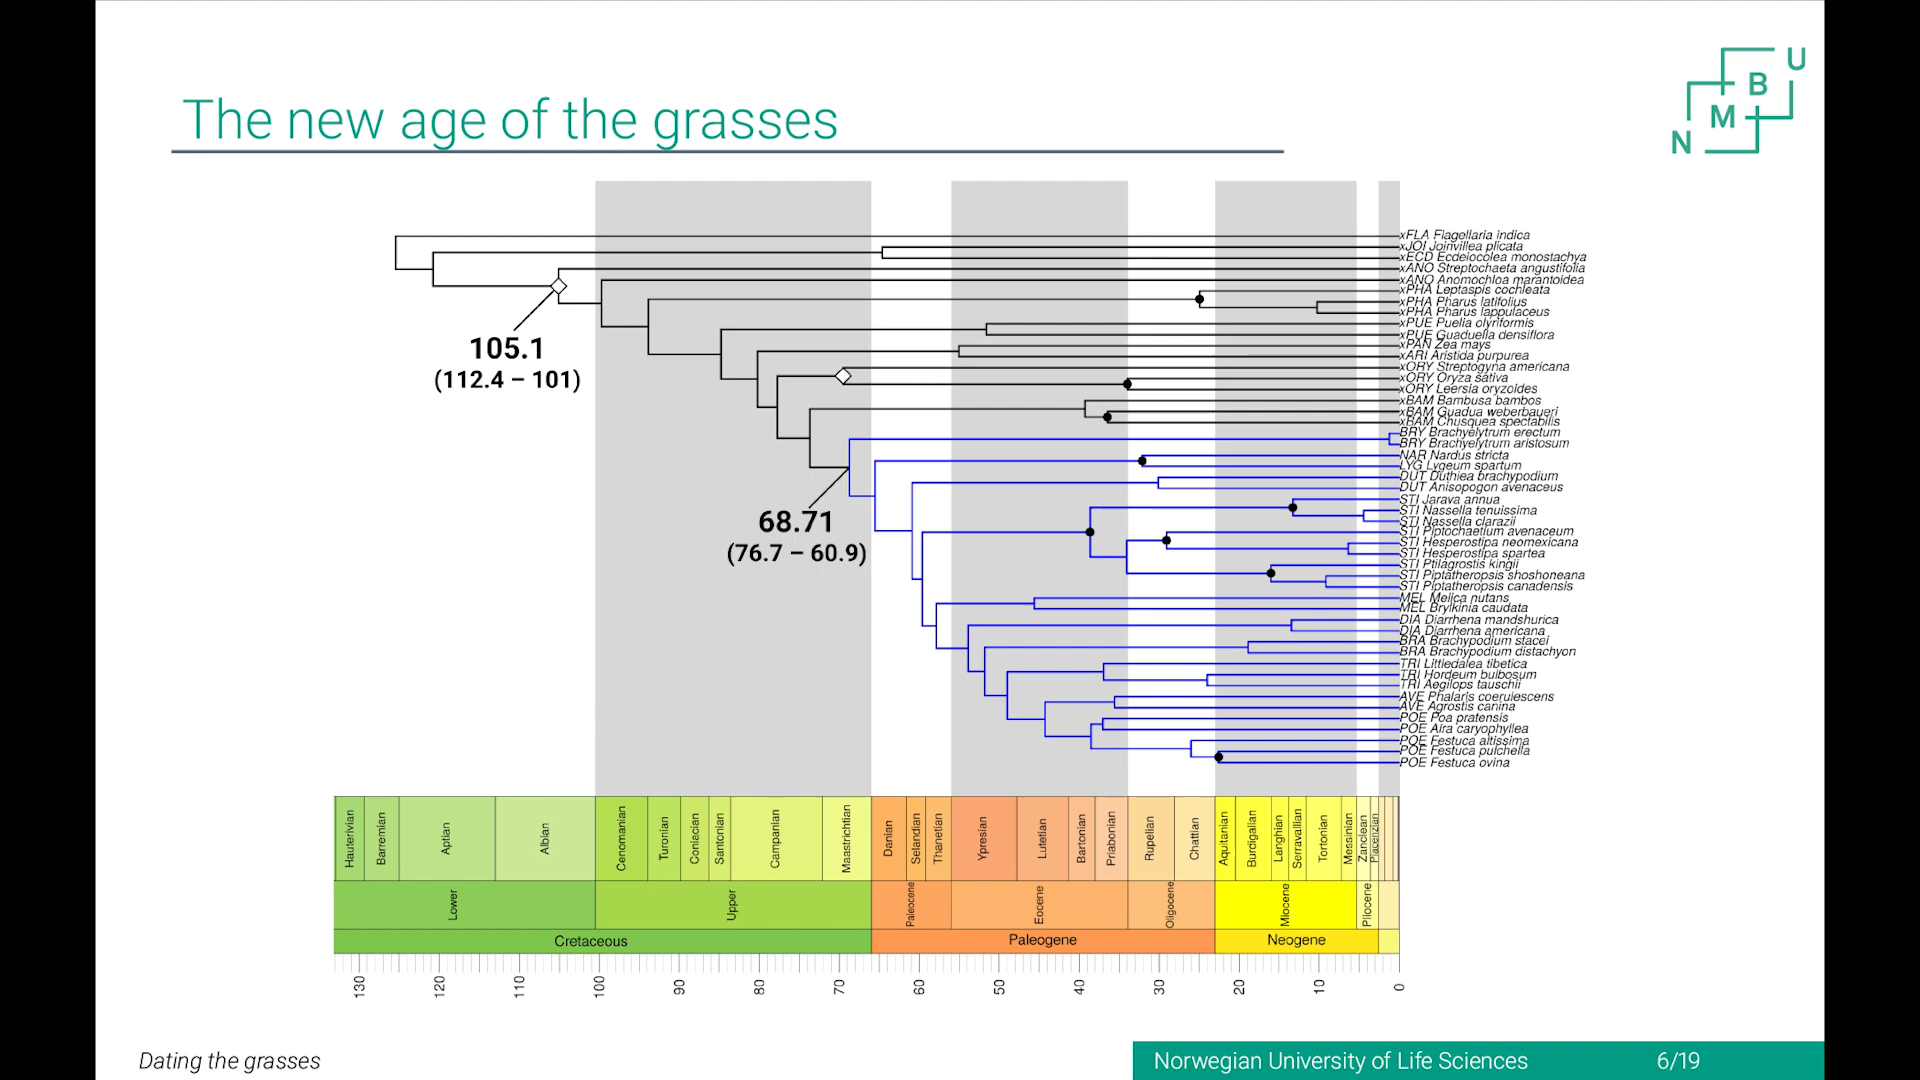 The new age of the grasses
U
B
M
N
xFLA Flagellaria indica
xJOI Joinvillea plicata
xECD Ecdeiocolea monostachya
xANO Streptochaeta angustifolia
xANO Anomochloa marantoidea
xPHA Leptaspis cochleata
xPHA Pharus latifolius
xPHA Pharus lappulaceus
xPUE Puelia olyriformis
xPUE Guaduella densiflora
xPAN Zea mays
xARI Aristida purpurea
xORY Streptogyna americana
xORY Oryza sativa
xORY Leersia oryzoides
xBAM Bambusa bambos
xBAM Guadua weberbaueri
xBAM Chusquea spectabilis
BRY Brachyelytrum erectum
BRY Brachyelytrum aristosum
NAR Nardus stricta
LYG Lygeum spartum
DUT Duthiea brachypodium
DUT Anisopogon avenaceus
STI Jarava annua
STI Nassella tenuissima
STI Nassella clarazii
STI Piptochaetium avenaceum
STI Hesperostipa neomexicana
STI Hesperostipa spartea
STI Ptilagrostis kingii
STI Piptatheropsis shoshoneana
STI Piptatheropsis canadensis
MEL Melica nutans
MEL Brylkinia caudata
DIA Diarrhena mandshurica
DIA Diarrhena americana
BRA Brachypodium stacei
BRA Brachypodium distachyon
TRI Littledalea tibetica
TRI Hordeum bulbosum
TRI Aegilops tauschii
AVE Phalaris coerulescens
AVE Agrostis canina
POE Poa pratensis
POE Aira caryophyllea
POE Festuca altissima
POE Festuca pulchella
POE Festuca ovina
105.1
(112.4 – 101)
68.71
(76.7 – 60.9)
Hauterivian Barremian Aptian Albian Cenomanian Turonian Coniacian Santonian Campanian Maastrichtian Danian Selandian Thanetian Ypresian Lutetian Bartonian Priabonian Rupelian Chattian Aquitanian Burdigalian Langhian Serravallian Tortonian Messinian Zanclean Piacenzian
Lower Upper Paleocene Eocene Oligocene Miocene Pliocene
Cretaceous Paleogene Neogene
130 120 110 100 90 80 70 60 50 40 30 20 10 0
Dating the grasses
Norwegian University of Life Sciences 6/19